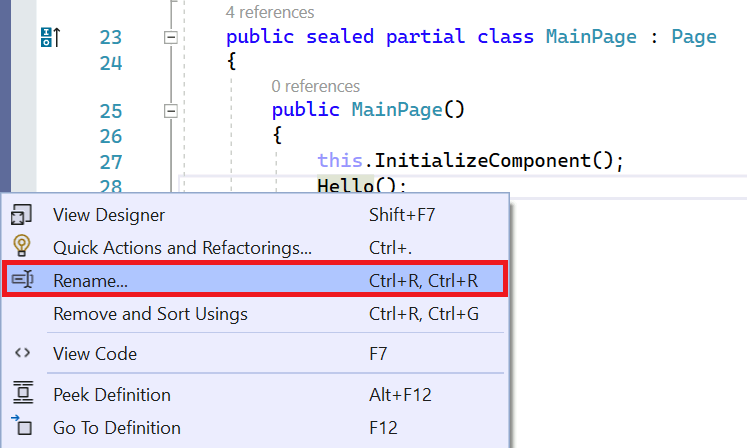 4 references
23 public sealed partial class MainPage : Page
24 {
0 references
25 public MainPage()
26 {
27 this.InitializeComponent();
28 Hello();
View Designer Shift+F7
Quick Actions and Refactorings... Ctrl+.
Rename... Ctrl+R, Ctrl+R
Remove and Sort Usings Ctrl+R, Ctrl+G
View Code F7
Peek Definition Alt+F12
Go To Definition F12